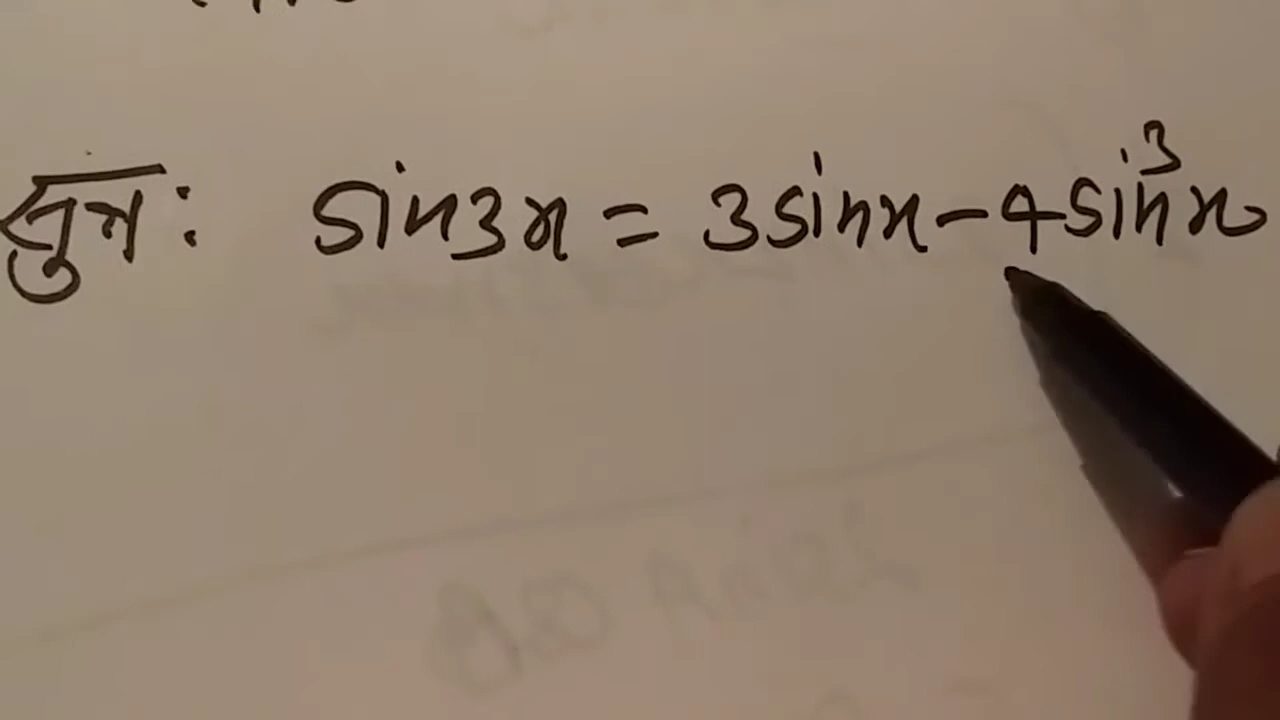 सुत्र: sin3x = 3sinx - 4sin³x